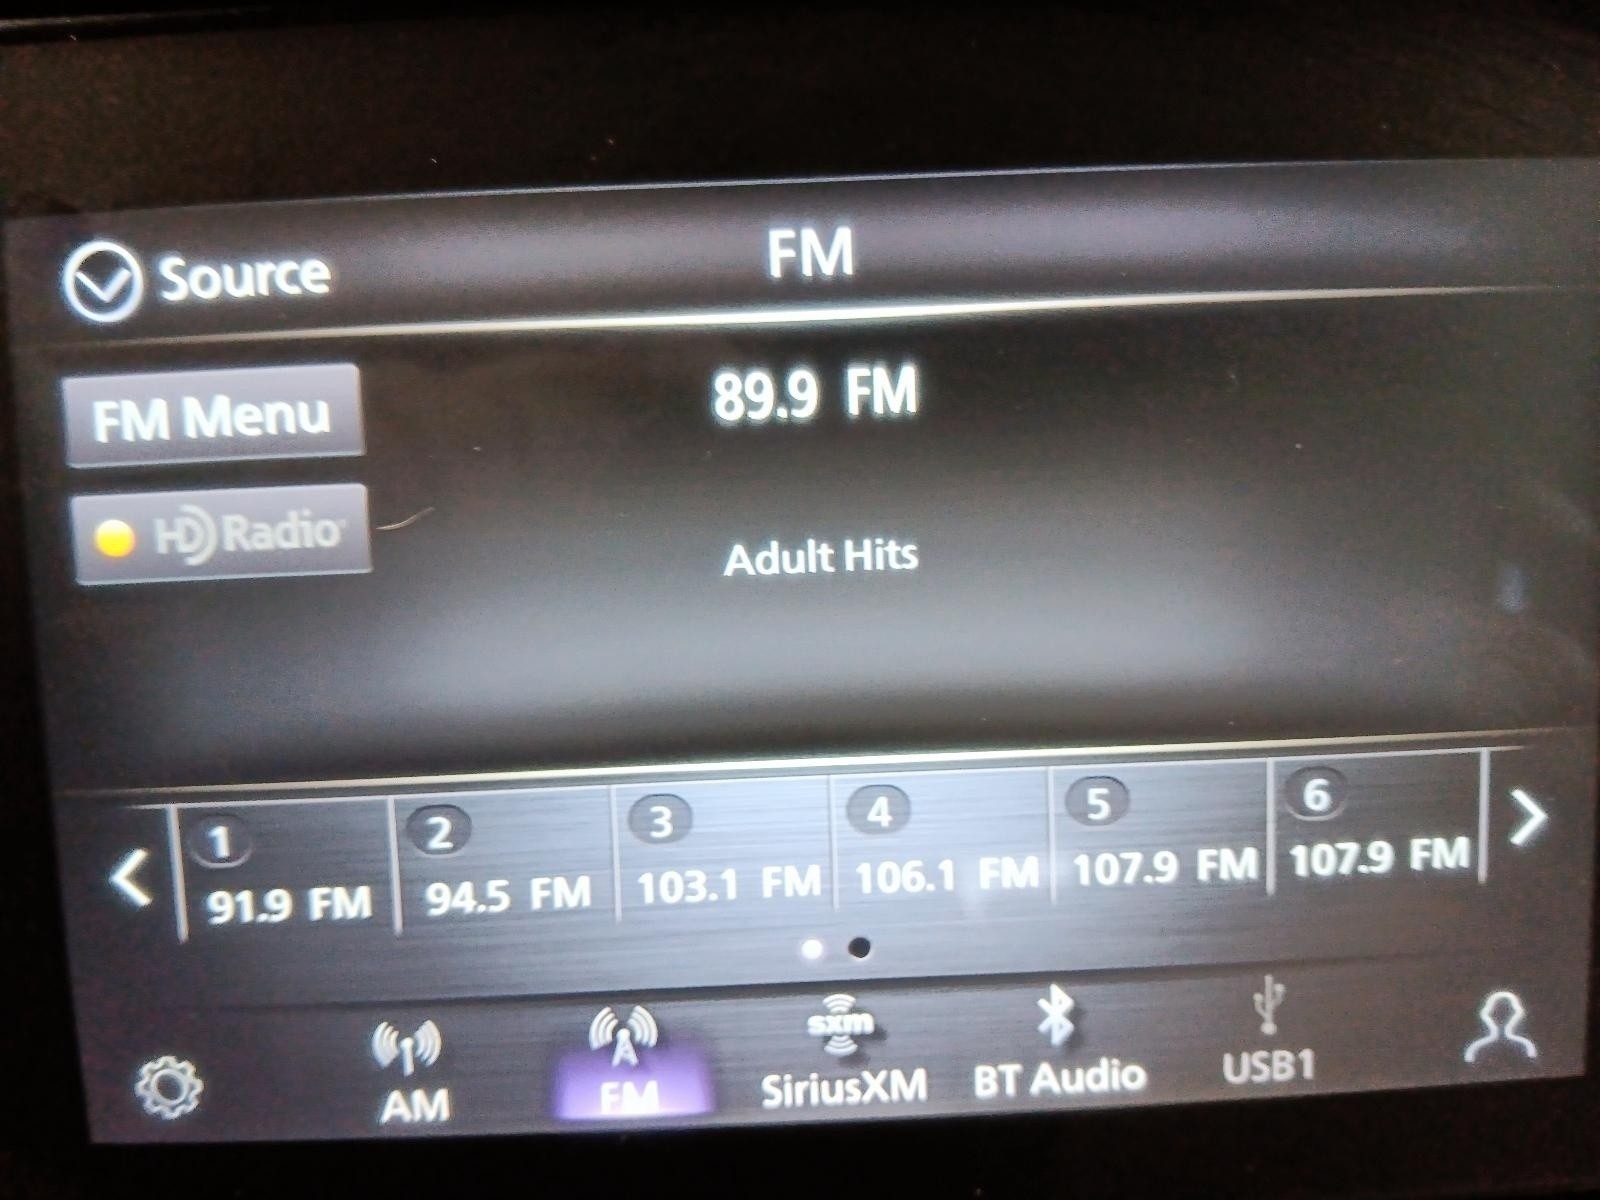 Source
FM
FM Menu
89.9 FM
HD Radio
Adult Hits
1 2 3 4 5 6
91.9 FM 94.5 FM 103.1 FM 106.1 FM 107.9 FM 107.9 FM
sxm
AM FM SiriusXM BT Audio USB1